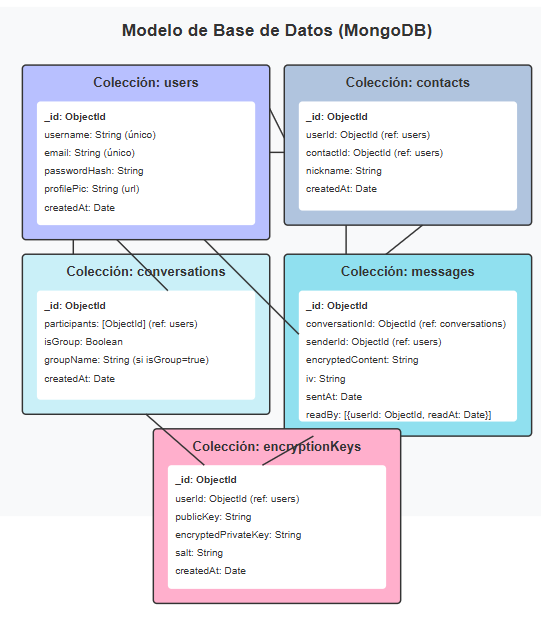 Modelo de Base de Datos (MongoDB)
Colección: users
_id: ObjectId
username: String (único)
email: String (único)
passwordHash: String
profilePic: String (url)
createdAt: Date
Colección: contacts
_id: ObjectId
userId: ObjectId (ref: users)
contactId: ObjectId (ref: users)
nickname: String
createdAt: Date
Colección: conversations
_id: ObjectId
participants: [ObjectId] (ref: users)
isGroup: Boolean
groupName: String (si isGroup=true)
createdAt: Date
Colección: messages
_id: ObjectId
conversationId: ObjectId (ref: conversations)
senderId: ObjectId (ref: users)
encryptedContent: String
iv: String
sentAt: Date
readBy: [{userId: ObjectId, readAt: Date}]
Colección: encryptionKeys
_id: ObjectId
userId: ObjectId (ref: users)
publicKey: String
encryptedPrivateKey: String
salt: String
createdAt: Date